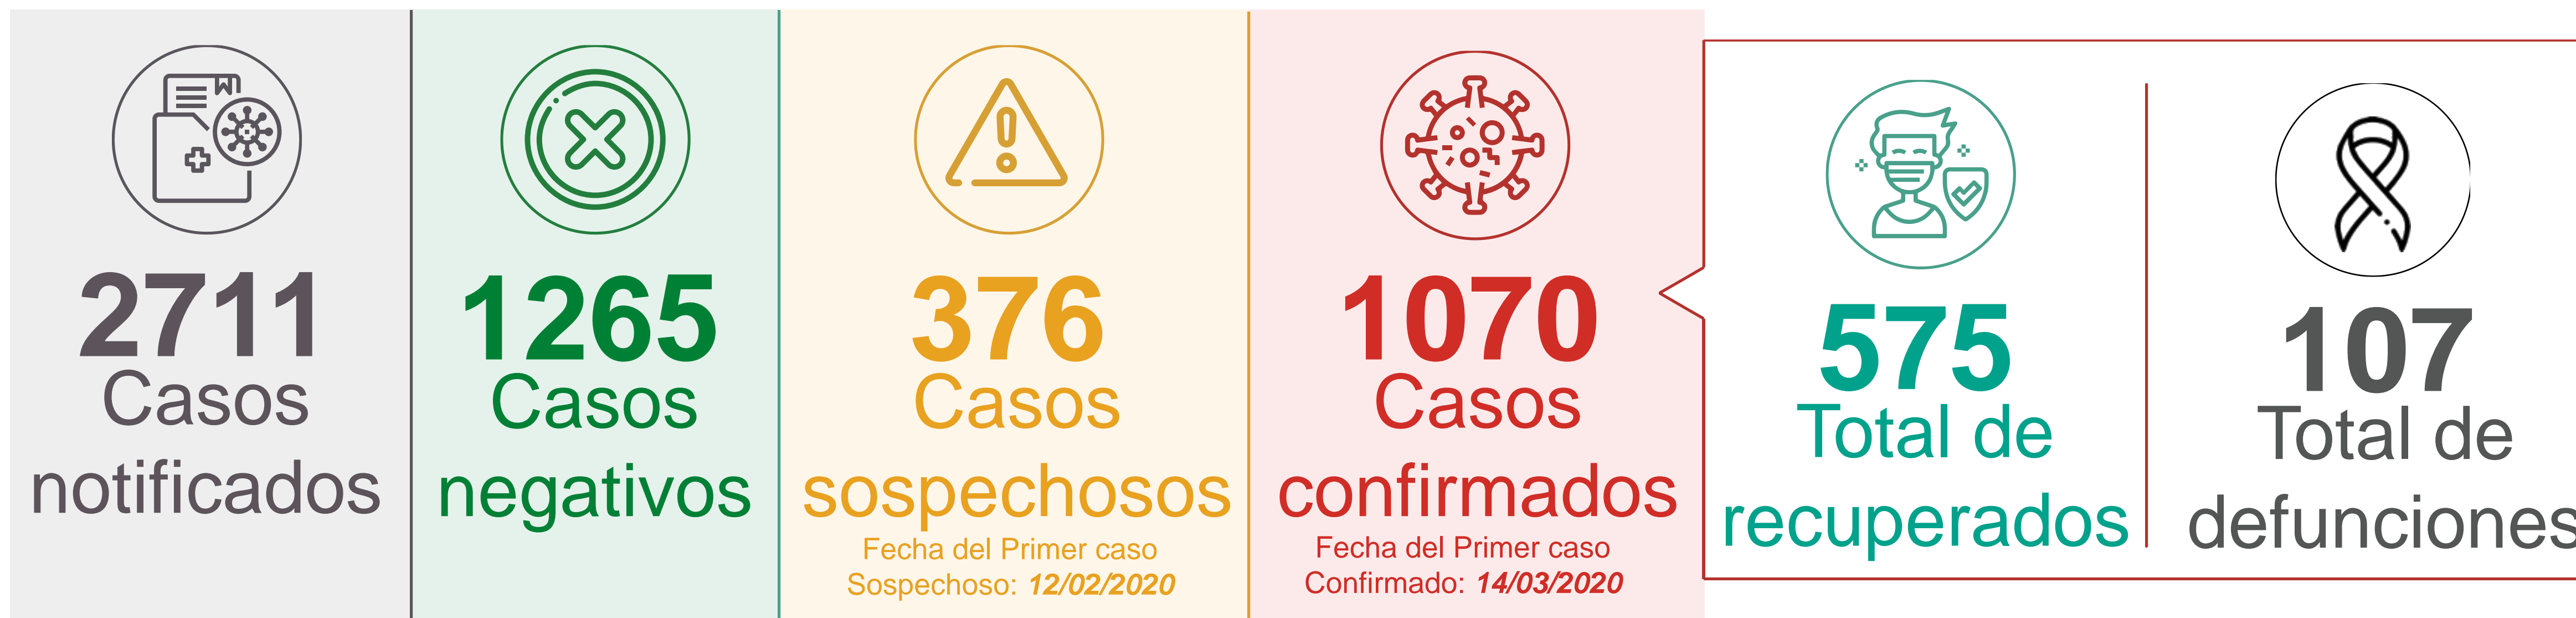 2711
Casos
notificados
1265
Casos
negativos
376
Casos
sospechosos
Fecha del Primer caso
Sospechoso: 12/02/2020
1070
Casos
confirmados
Fecha del Primer caso
Confirmado: 14/03/2020
575
Total de
recuperados
107
Total de
defunciones